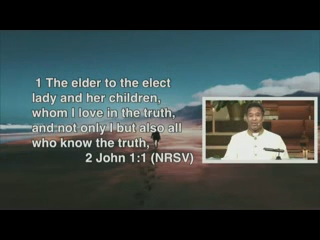 1 The elder to the elect
lady and her children,
whom I love in the truth,
and not only I but also all
who know the truth,
2 John 1:1 (NRSV)